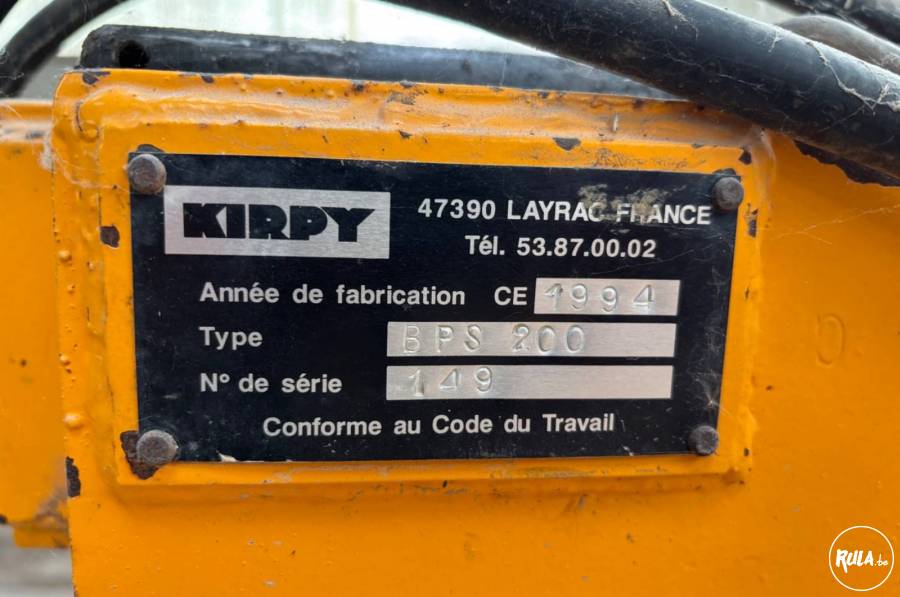 KIRPY
47390 LAYRAC FRANCE
Tél. 53.87.00.02
Année de fabrication CE 1994
Type BPS 200
N° de série 149
Conforme au Code du Travail
RULA.be